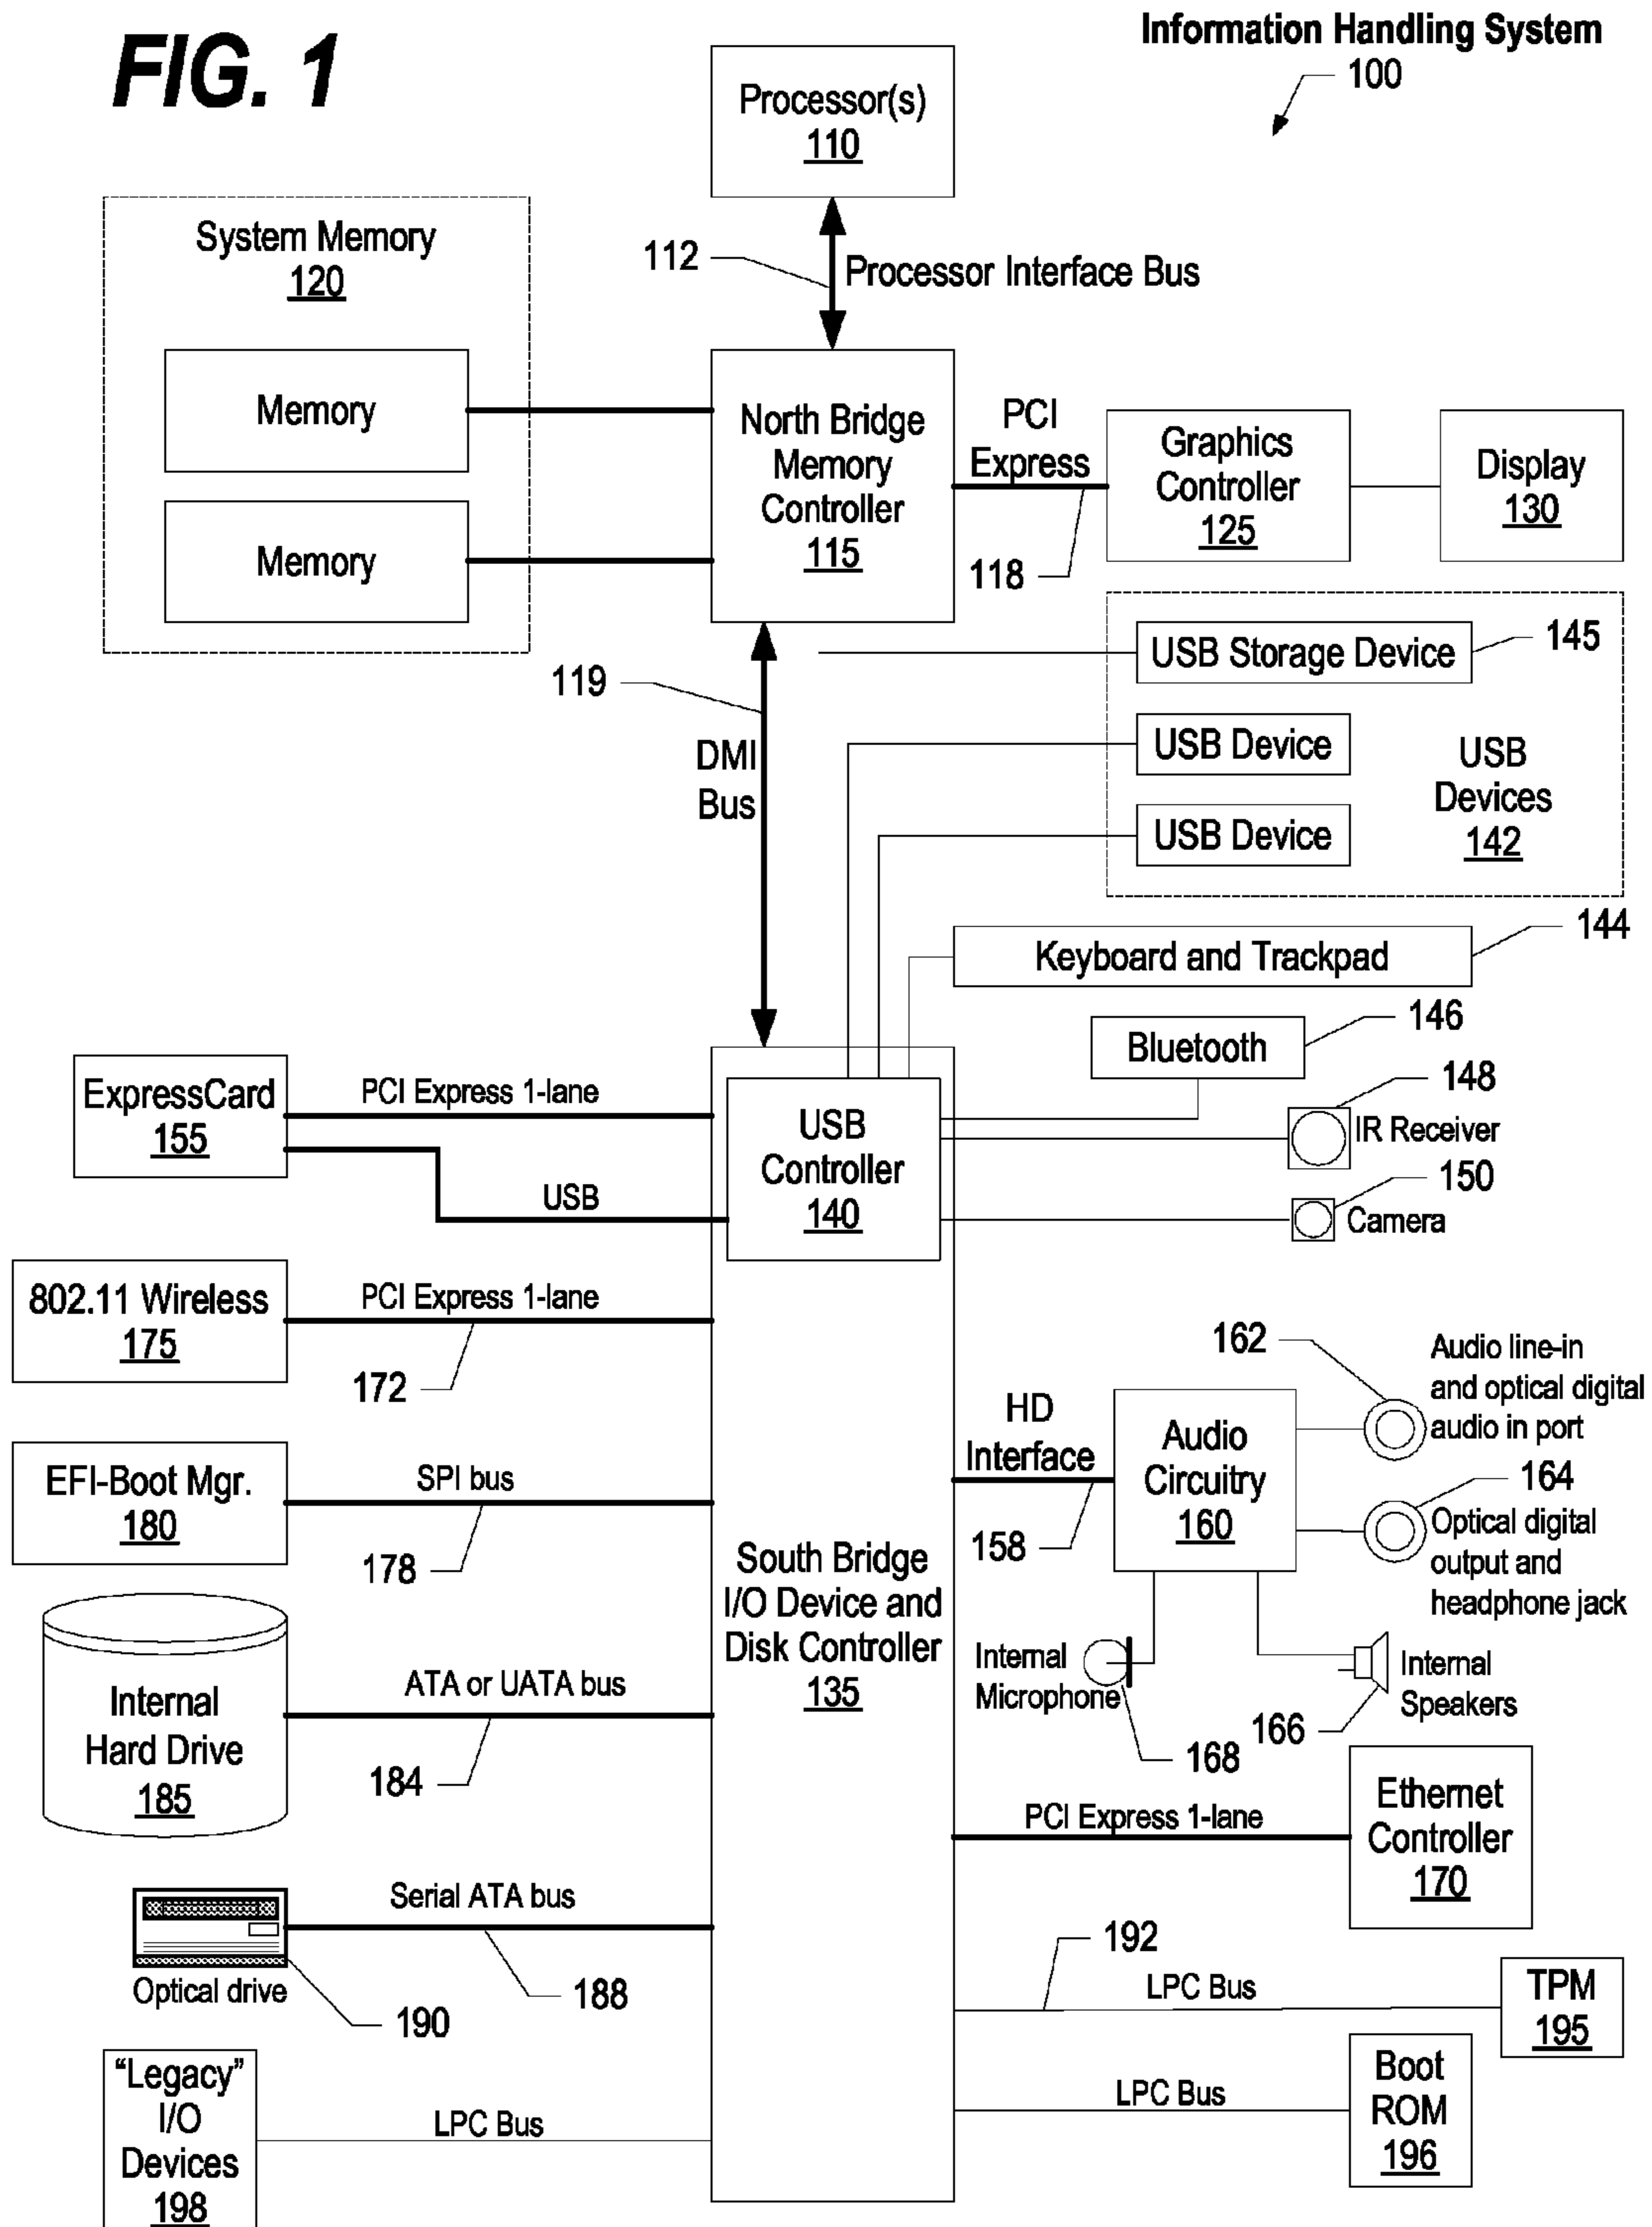 FIG. 1
Information Handling System
100
Processor(s)
110
112
Processor Interface Bus
System Memory
120
Memory
Memory
North Bridge
Memory
Controller
115
PCI
Express
118
Graphics
Controller
125
Display
130
119
DMI
Bus
USB Storage Device
145
USB Device
USB Device
USB
Devices
142
Keyboard and Trackpad
144
Bluetooth
146
148
IR Receiver
150
Camera
USB
Controller
140
ExpressCard
155
PCI Express 1-lane
USB
802.11 Wireless
175
PCI Express 1-lane
172
EFI-Boot Mgr.
180
SPI bus
178
South Bridge
I/O Device and
Disk Controller
135
HD
Interface
158
Audio
Circuitry
160
162
Audio line-in
and optical digital
audio in port
164
Optical digital
output and
headphone jack
Internal
Microphone
168
166
Internal
Speakers
Internal
Hard Drive
185
ATA or UATA bus
184
PCI Express 1-lane
Ethernet
Controller
170
Serial ATA bus
188
Optical drive
190
192
LPC Bus
TPM
195
LPC Bus
Boot
ROM
196
“Legacy”
I/O
Devices
198
LPC Bus